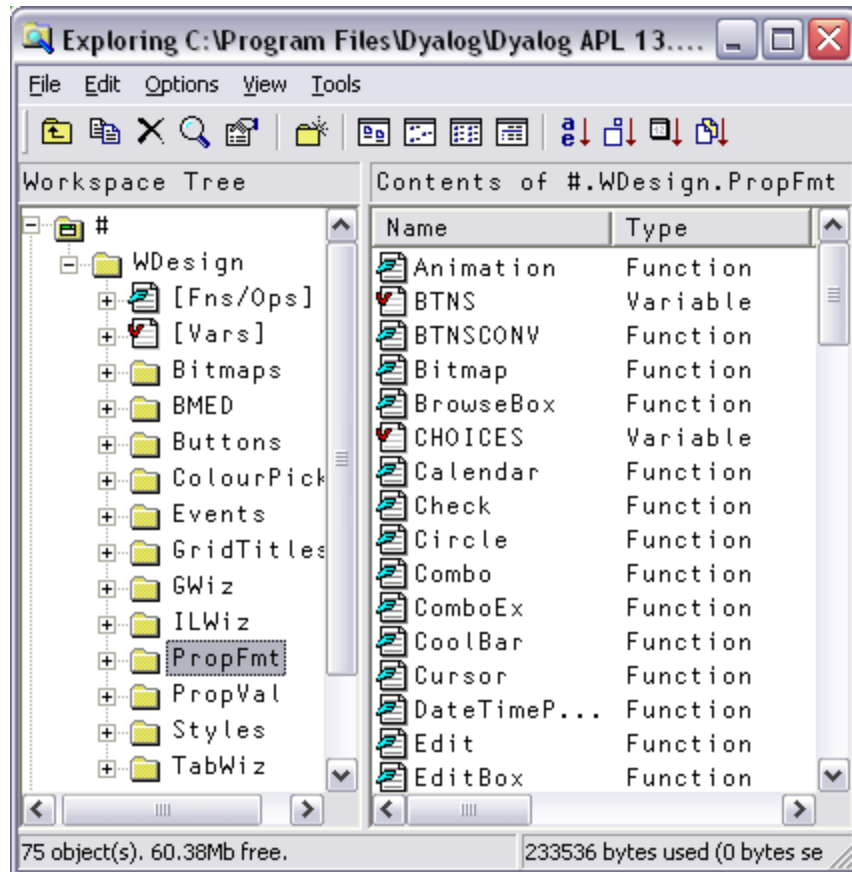 Exploring C:\Program Files\Dyalog\Dyalog APL 13....
File Edit Options View Tools
Workspace Tree
#
WDesign
[Fns/Ops]
[Vars]
Bitmaps
BMED
Buttons
ColourPick
Events
GridTitles
GWiz
ILWiz
PropFmt
PropVal
Styles
TabWiz
Contents of #.WDesign.PropFmt
Name Type
Animation Function
BTNS Variable
BTNSCONV Function
Bitmap Function
BrowseBox Function
CHOICES Variable
Calendar Function
Check Function
Circle Function
Combo Function
ComboEx Function
CoolBar Function
Cursor Function
DateTimeP... Function
Edit Function
EditBox Function
75 object(s). 60.38Mb free.
233536 bytes used (0 bytes se